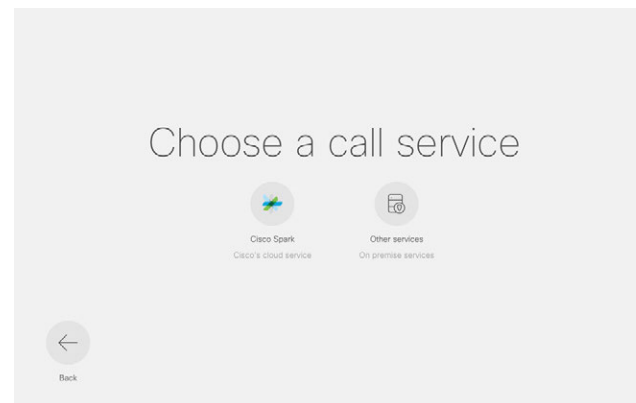 Choose a call service
Cisco Spark
Other services
Cisco's cloud service
On premise services
Back